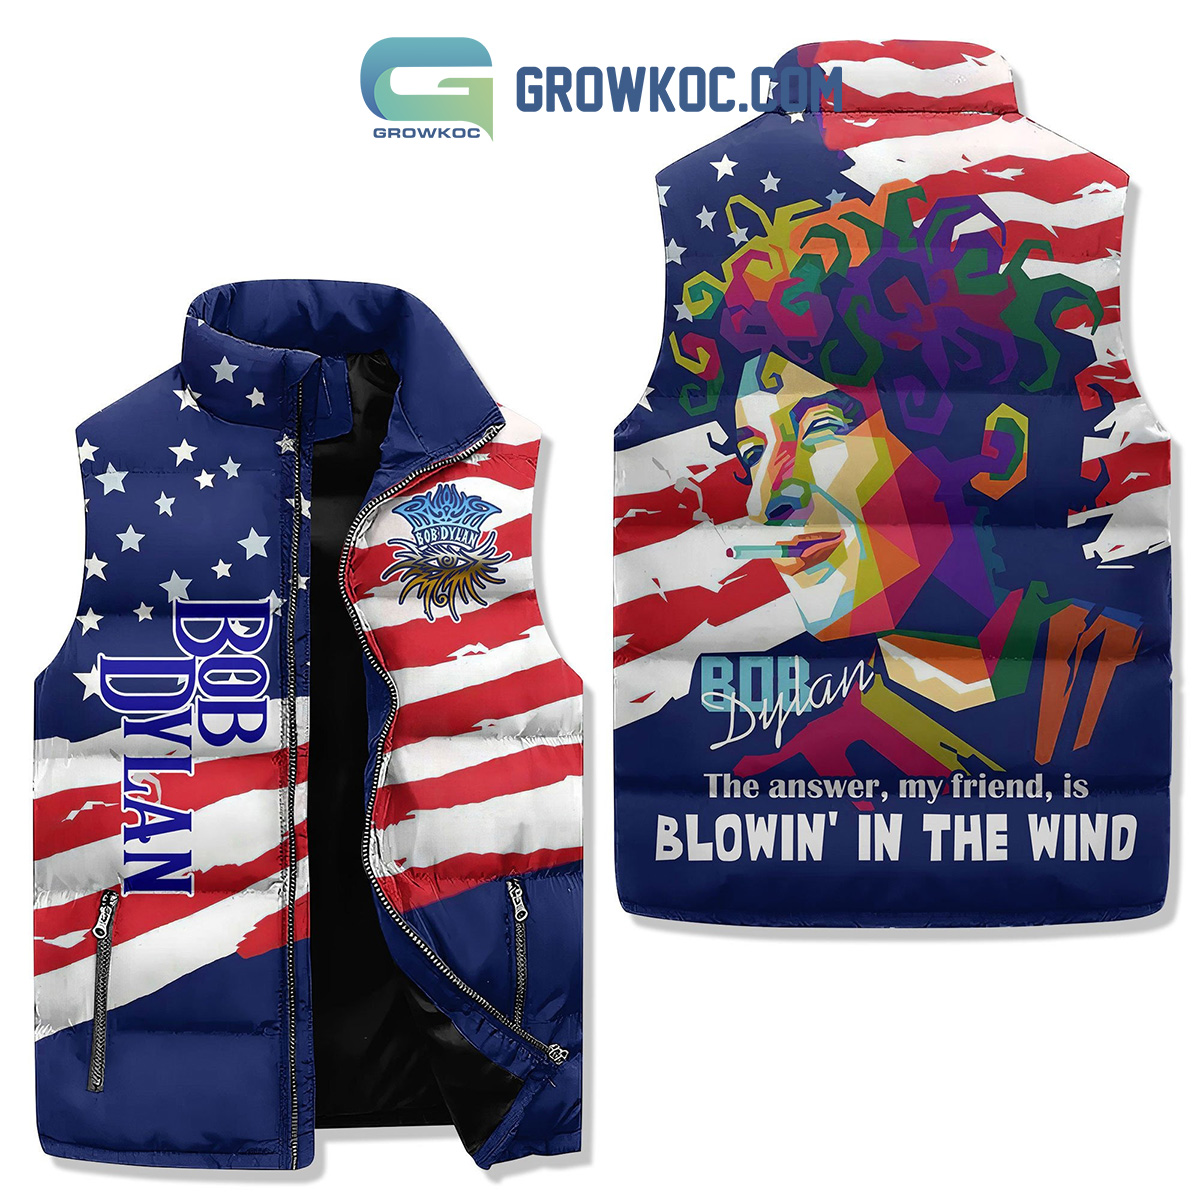 GROWKOC
GROWKOC.COM
BOB DYLAN
BOB
DYLAN
BOB
Dylan
The answer, my friend, is
BLOWIN' IN THE WIND